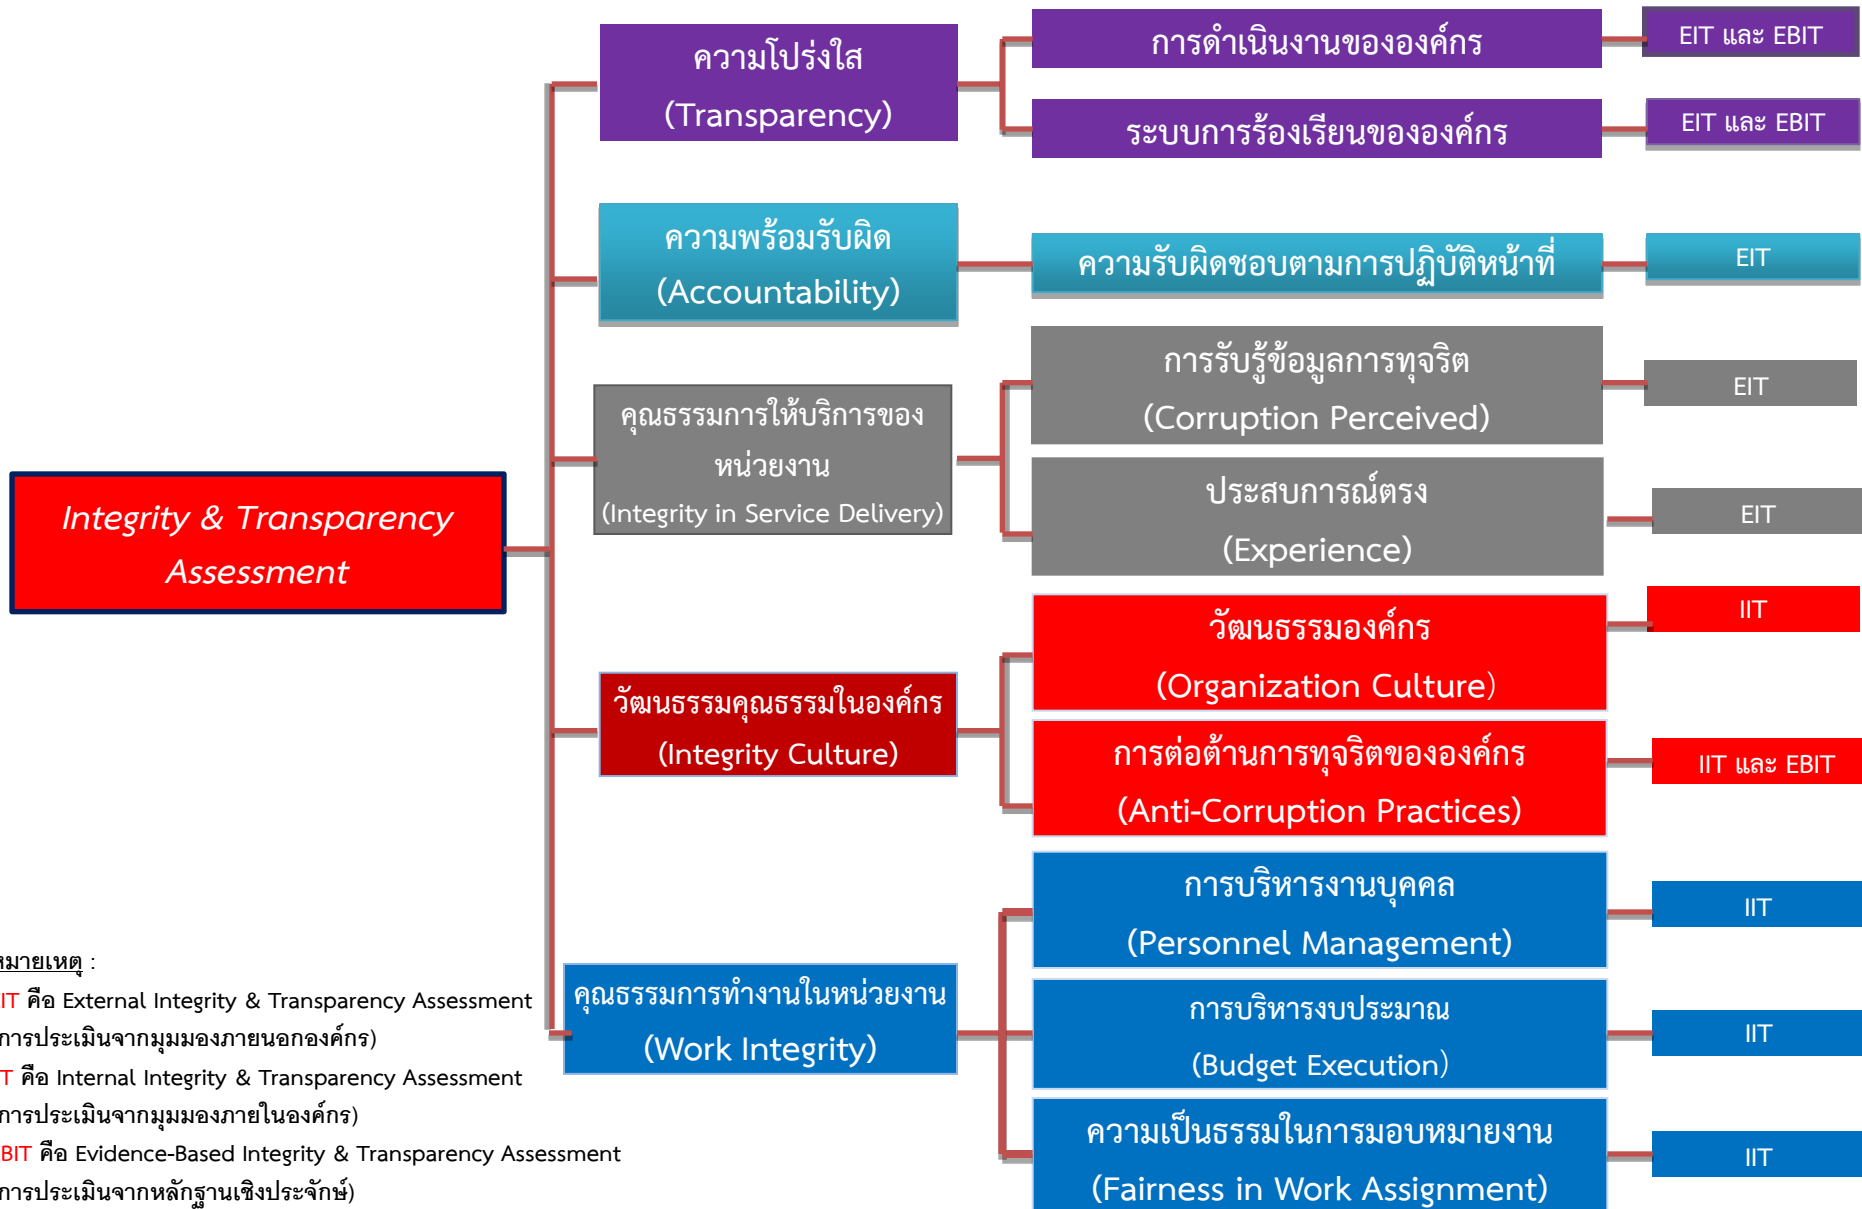 ความโปร่งใส
(Transparency)
การดำเนินงานขององค์กร
EIT และ EBIT
ระบบการร้องเรียนขององค์กร
EIT และ EBIT
ความพร้อมรับผิด
(Accountability)
ความรับผิดชอบตามการปฏิบัติหน้าที่
EIT
คุณธรรมการให้บริการของ
หน่วยงาน
(Integrity in Service Delivery)
การรับรู้ข้อมูลการทุจริต
(Corruption Perceived)
EIT
ประสบการณ์ตรง
(Experience)
EIT
Integrity & Transparency
Assessment
วัฒนธรรมคุณธรรมในองค์กร
(Integrity Culture)
วัฒนธรรมองค์กร
(Organization Culture)
IIT
การต่อต้านการทุจริตขององค์กร
(Anti-Corruption Practices)
IIT และ EBIT
คุณธรรมการทำงานในหน่วยงาน
(Work Integrity)
การบริหารงานบุคคล
(Personnel Management)
IIT
การบริหารงบประมาณ
(Budget Execution)
IIT
ความเป็นธรรมในการมอบหมายงาน
(Fairness in Work Assignment)
IIT
หมายเหตุ :
IT คือ External Integrity & Transparency Assessment
การประเมินจากมุมมองภายนอกองค์กร)
T คือ Internal Integrity & Transparency Assessment
การประเมินจากมุมมองภายในองค์กร)
BIT คือ Evidence-Based Integrity & Transparency Assessment
การประเมินจากหลักฐานเชิงประจักษ์)